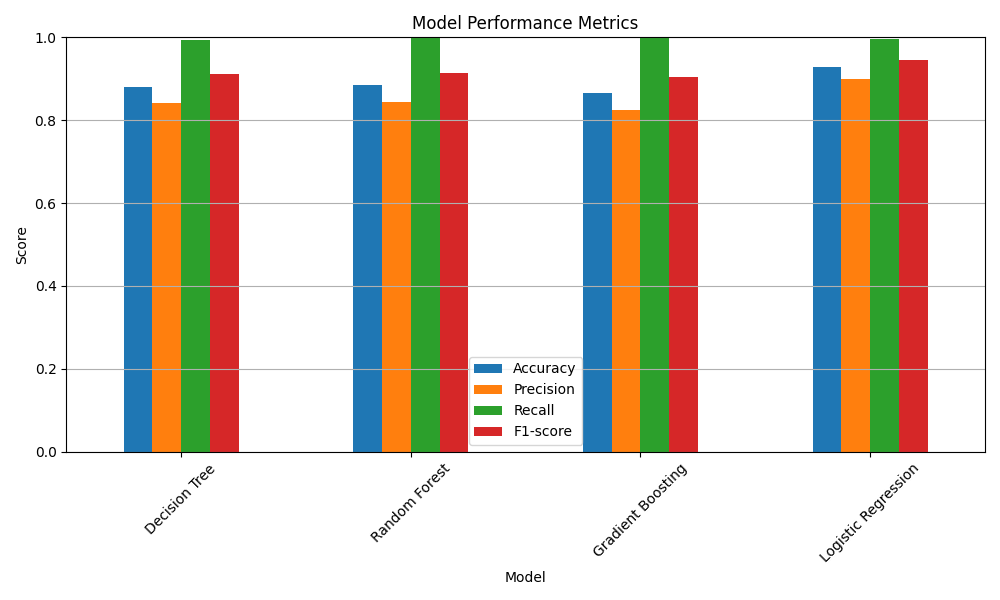 Model Performance Metrics
1.0
0.8
0.6
0.4
0.2
0.0
Score
Accuracy
Precision
Recall
F1-score
Decision Tree
Random Forest
Gradient Boosting
Logistic Regression
Model